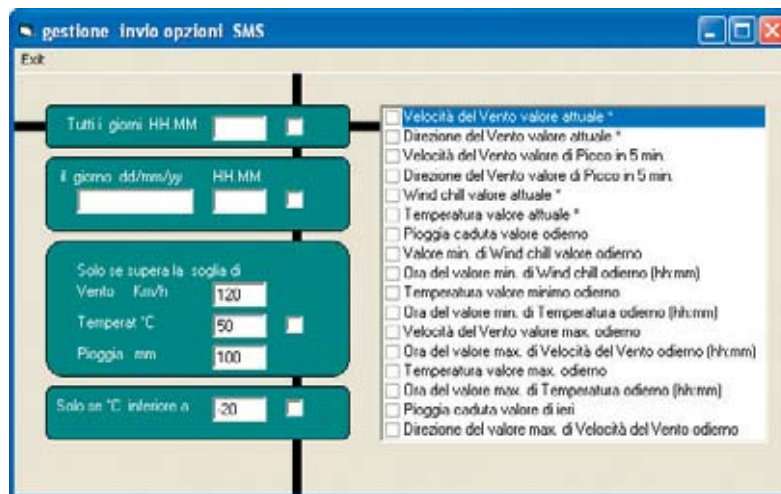 gestione invio opzioni SMS
Exit
Tutti i giorni HH.MM
il giorno dd/mm/yy HH.MM
Solo se supera la soglia di
Vento Km/h 120
Temperat °C 50
Pioggia mm 100
Solo se °C inferiore a -20
Velocità del Vento valore attuale *
Direzione del Vento valore attuale *
Velocità del Vento valore di Picco in 5 min.
Direzione del Vento valore di Picco in 5 min.
Wind chill valore attuale *
Temperatura valore attuale *
Pioggia caduta valore odierno
Valore min. di Wind chill valore odierno
Ora del valore min. di Wind chill odierno (hh:mm)
Temperatura valore minimo odierno
Ora del valore min. di Temperatura odierno (hh:mm)
Velocità del Vento valore max. odierno
Ora del valore max. di Velocità del Vento odierno (hh:mm)
Temperatura valore max. odierno
Ora del valore max. di Temperatura odierno (hh:mm)
Pioggia caduta valore di ieri
Direzione del valore max. di Velocità del Vento odierno